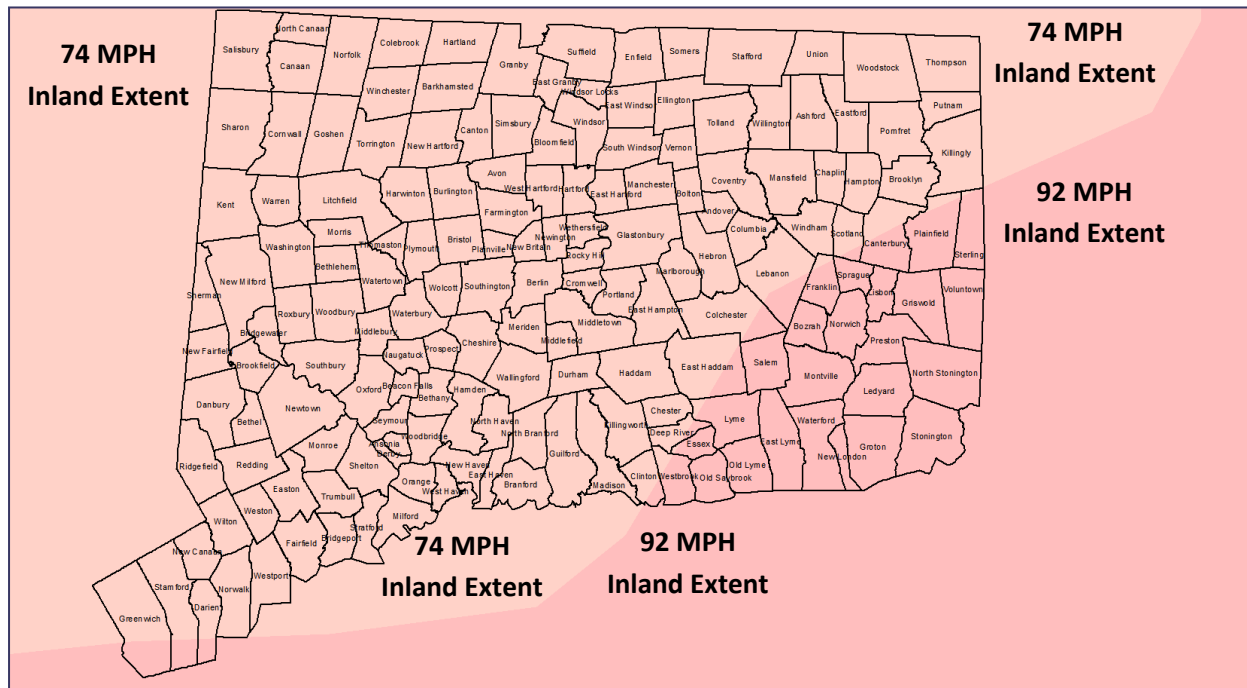 74 MPH
Inland Extent
74 MPH
Inland Extent
92 MPH
Inland Extent
74 MPH
Inland Extent
92 MPH
Inland Extent
North Canaan
Colebrook
Hartland
Salisbury
Norfolk
Canaan
Granby
Suffield
Enfield
Somers
Stafford
Union
Woodstock
Thompson
East Granby
Windsor Locks
Winchester
Barkhamsted
East Windsor
Ellington
Putnam
Sharon
Cornwall
Goshen
Torrington
New Hartford
Canton
Simsbury
Bloomfield
Windsor
South Windsor
Vernon
Tolland
Willington
Ashford
Eastford
Pomfret
Killingly
Kent
Warren
Litchfield
Harwinton
Burlington
Avon
West Hartford
Hartford
East Hartford
Manchester
Bolton
Coventry
Mansfield
Chaplin
Hampton
Brooklyn
Morris
Farmington
Wethersfield
Andover
Columbia
Windham
Scotland
Canterbury
Plainfield
Sterling
Washington
Thomaston
Plymouth
Bristol
Plainville
New Britain
Newington
Rocky Hill
Glastonbury
Hebron
Marlborough
Lebanon
Bethlehem
Watertown
Wolcott
Southington
Berlin
Cromwell
Portland
East Hampton
Franklin
Sprague
Lisbon
Griswold
Voluntown
New Milford
Sherman
Roxbury
Woodbury
Waterbury
Middlebury
Meriden
Middletown
Middlefield
Colchester
Bozrah
Norwich
Preston
Bridgewater
New Fairfield
Brookfield
Southbury
Naugatuck
Prospect
Cheshire
Wallingford
Durham
Haddam
East Haddam
Salem
Montville
North Stonington
Danbury
Bethel
Newtown
Oxford
Beacon Falls
Bethany
Hamden
Ledyard
Seymour
Woodbridge
North Haven
North Branford
Guilford
Killingworth
Chester
Deep River
Lyme
Waterford
Groton
Stonington
Ridgefield
Redding
Monroe
Ansonia
Derby
Shelton
New Haven
East Haven
Branford
Madison
Clinton
Westbrook
Essex
Old Saybrook
Old Lyme
East Lyme
New London
Easton
Trumbull
Orange
West Haven
Wilton
Weston
Milford
Stratford
Bridgeport
Fairfield
New Canaan
Westport
Norwalk
Stamford
Darien
Greenwich